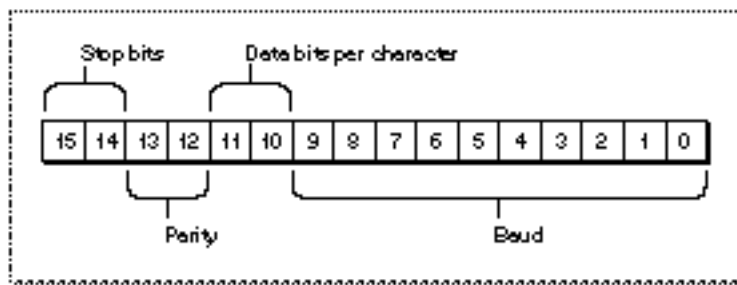 Stop bits Data bits per character
15 14 13 12 11 10 9 8 7 6 5 4 3 2 1 0
Parity Baud